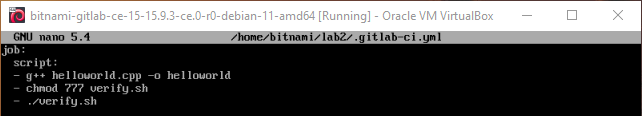 bitnami-gitlab-ce-15-15.9.3-ce.0-r0-debian-11-amd64 [Running] - Oracle VM VirtualBox
GNU nano 5.4 /home/bitnami/lab2/.gitlab-ci.yml
job:
  script:
  - g++ helloworld.cpp -o helloworld
  - chmod 777 verify.sh
  - ./verify.sh